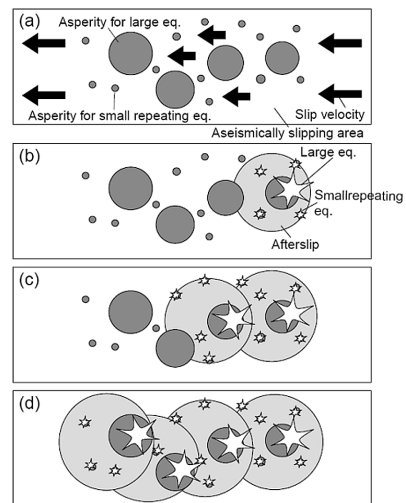 (a)
Asperity for large eq.
Asperity for small repeating eq.
Slip velocity
Aseismically slipping area
(b)
Large eq.
Smallrepeating
eq.
Afterslip
(c)
(d)